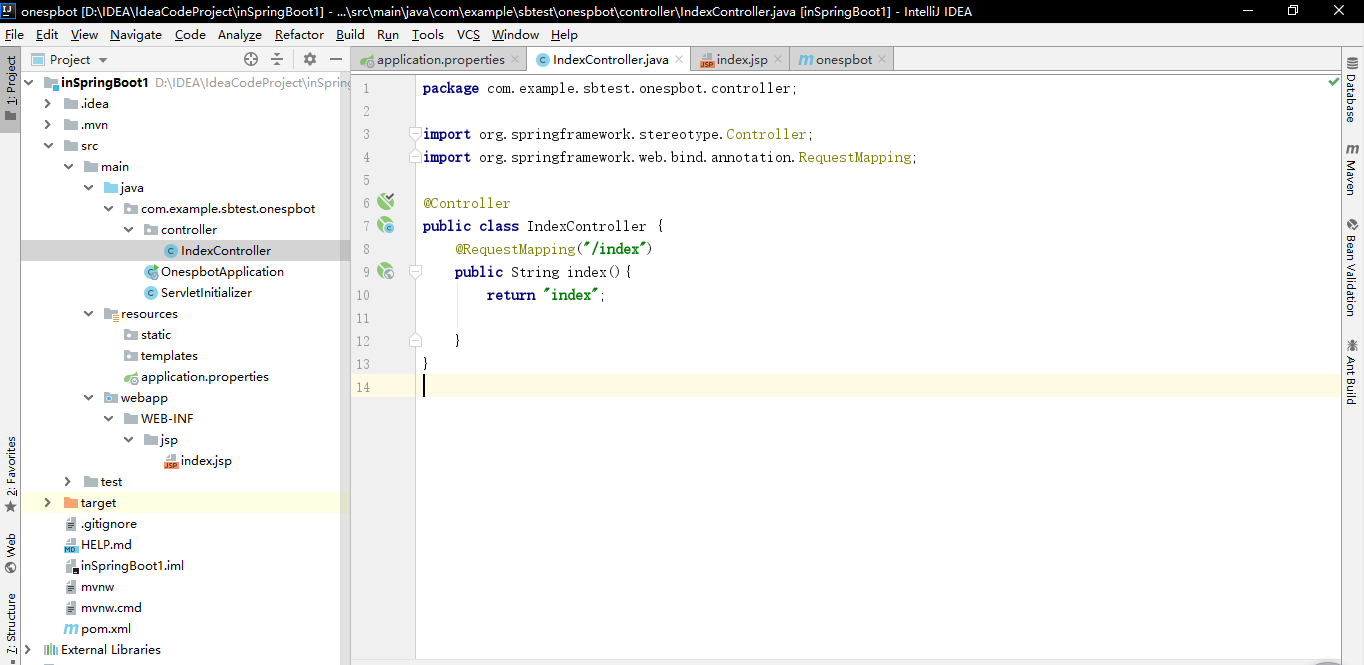 onespbot [D:\IDEA\IdeaCodeProject\inSpringBoot1] - ...\src\main\java\com\example\sbtest\onespbot\controller\IndexController.java [inSpringBoot1] - IntelliJ IDEA
File Edit View Navigate Code Analyze Refactor Build Run Tools VCS Window Help
Project
application.properties
IndexController.java
index.jsp
onespbot
1: Project
2: Favorites
Web
7: Structure
inSpringBoot1 D:\IDEA\IdeaCodeProject\inSpring
.idea
.mvn
src
main
java
com.example.sbtest.onespbot
controller
IndexController
OnespbotApplication
ServletInitializer
resources
static
templates
application.properties
webapp
WEB-INF
jsp
index.jsp
test
target
.gitignore
HELP.md
inSpringBoot1.iml
mvnw
mvnw.cmd
pom.xml
External Libraries
1 package com.example.sbtest.onespbot.controller;
2
3 import org.springframework.stereotype.Controller;
4 import org.springframework.web.bind.annotation.RequestMapping;
5
6 @Controller
7 public class IndexController {
8 @RequestMapping("/index")
9 public String index(){
10 return "index";
11
12 }
13 }
14
Database
Maven
Bean Validation
Ant Build